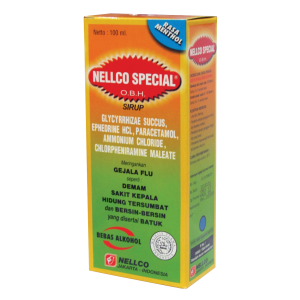 Netto : 100 ml.
RASA
MENTHOL
NELLCO SPECIAL®
O.B.H.
SIRUP
GLYCYRRHIZAE SUCCUS,
EPHEDRINE HCL, PARACETAMOL,
AMMONIUM CHLORIDE,
CHLORPHENIRAMINE MALEATE
Meringankan
GEJALA FLU
seperti
DEMAM
SAKIT KEPALA
HIDUNG TERSUMBAT
dan BERSIN-BERSIN
yang disertai BATUK
BEBAS ALKOHOL
NELLCO
JAKARTA - INDONESIA